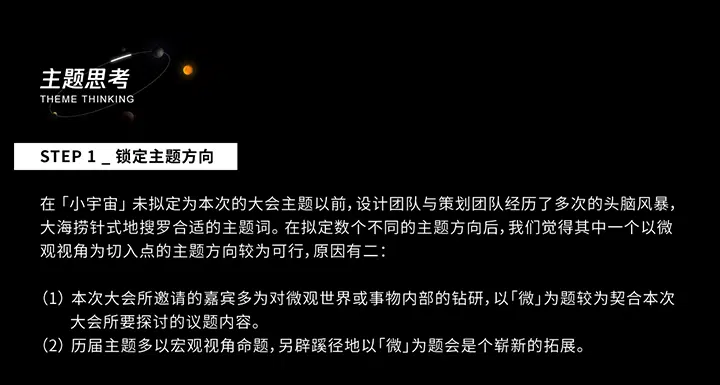 主题思考
THEME THINKING
STEP 1 _ 锁定主题方向
在「小宇宙」未拟定为本次的大会主题以前，设计团队与策划团队经历了多次的头脑风暴，
大海捞针式地搜罗合适的主题词。在拟定数个不同的主题方向后，我们觉得其中一个以微
观视角为切入点的主题方向较为可行，原因有二：
（1）本次大会所邀请的嘉宾多为对微观世界或事物内部的钻研，以「微」为题较为契合本次
大会所要探讨的议题内容。
（2）历届主题多以宏观视角命题，另辟蹊径地以「微」为题会是个崭新的拓展。